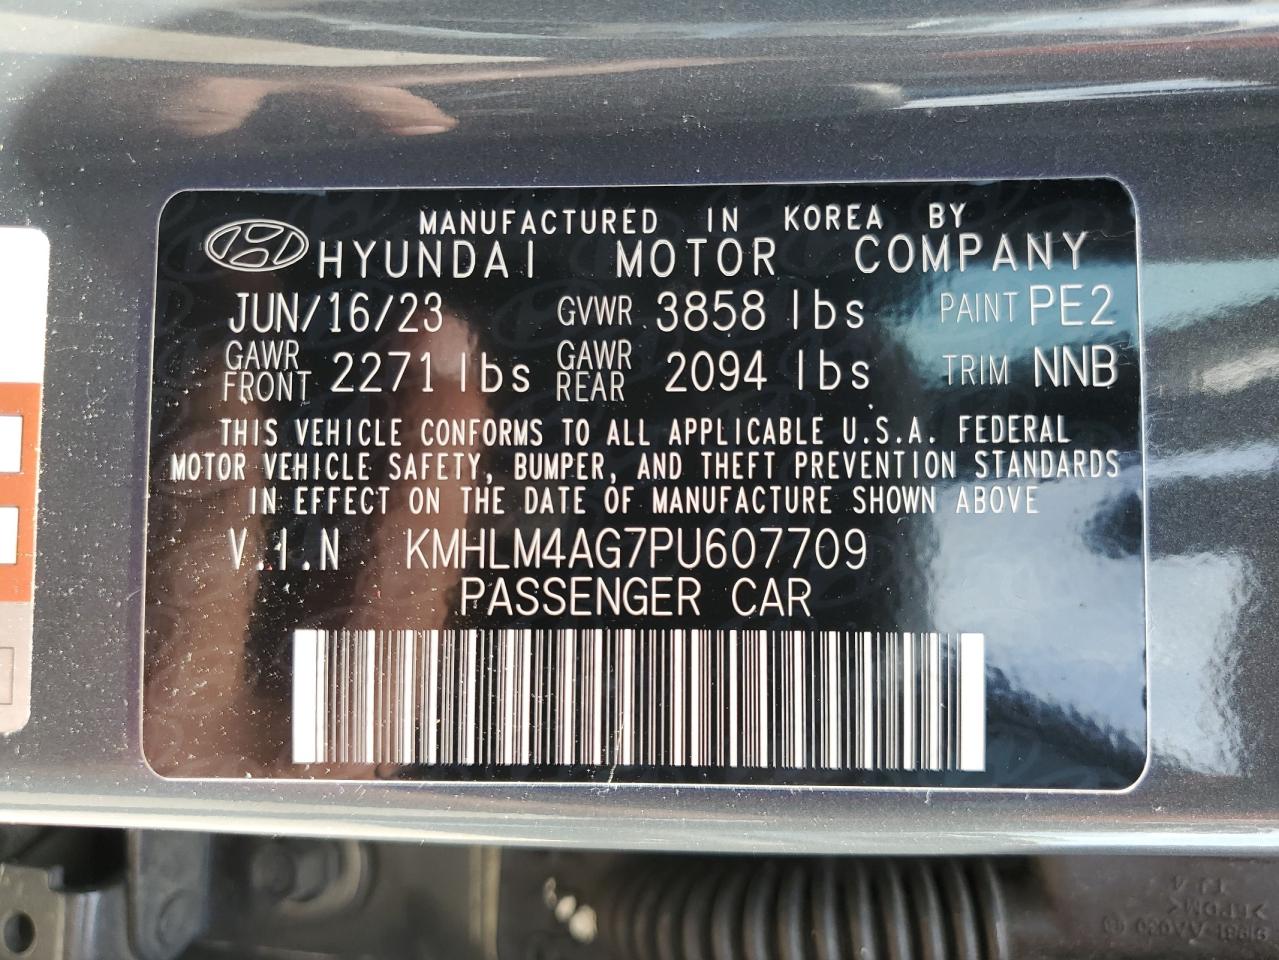 MANUFACTURED IN KOREA BY
HYUNDAI MOTOR COMPANY
JUN/16/23 GVWR 3858 lbs PAINT PE2
GAWR FRONT 2271 lbs GAWR REAR 2094 lbs TRIM NNB
THIS VEHICLE CONFORMS TO ALL APPLICABLE U.S.A. FEDERAL
MOTOR VEHICLE SAFETY, BUMPER, AND THEFT PREVENTION STANDARDS
IN EFFECT ON THE DATE OF MANUFACTURE SHOWN ABOVE
V.I.N KMHLM4AG7PU607709
PASSENGER CAR